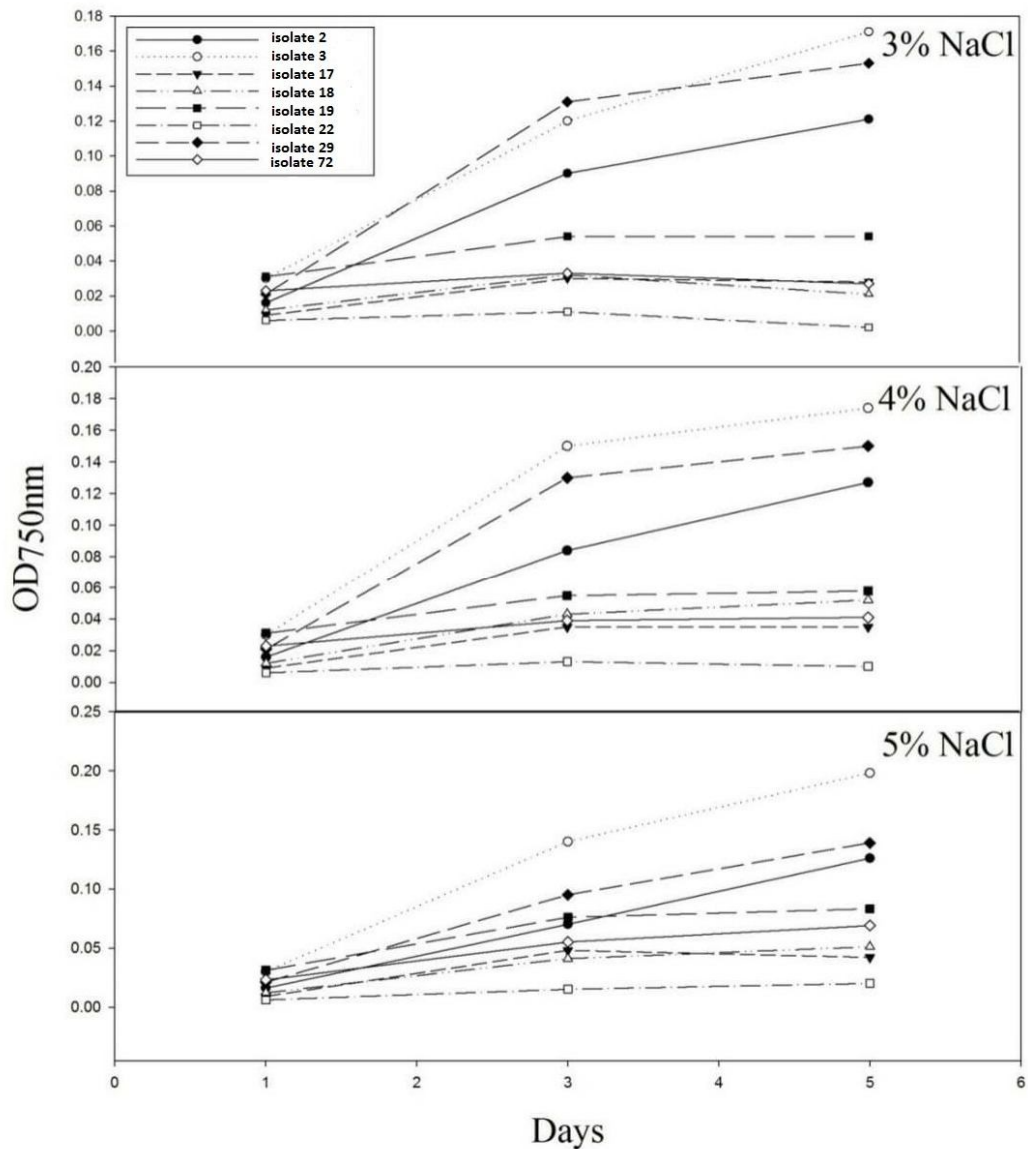 0.18
0.16
0.14
0.12
0.10
0.08
0.06
0.04
0.02
0.00
isolate 2
isolate 3
isolate 17
isolate 18
isolate 19
isolate 22
isolate 29
isolate 72
3% NaCl
0.20
0.18
0.16
0.14
0.12
0.10
0.08
0.06
0.04
0.02
0.00
4% NaCl
OD750nm
0.25
0.20
0.15
0.10
0.05
0.00
5% NaCl
0 1 2 3 4 5 6
Days